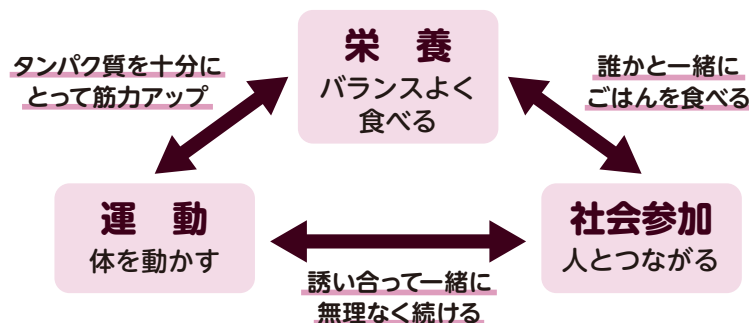 栄　養
バランスよく
食べる
タンパク質を十分に
とって筋力アップ
誰かと一緒に
ごはんを食べる
運　動
体を動かす
社会参加
人とつながる
誘い合って一緒に
無理なく続ける